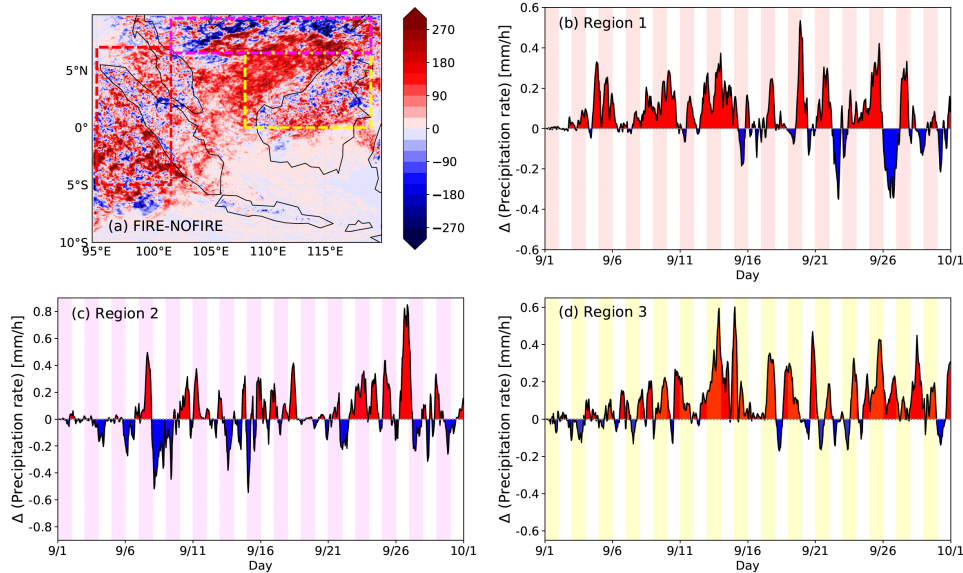 270
180
90
0
−90
−180
−270
5°N
0°
5°S
10°S
95°E
100°E
105°E
110°E
115°E
(a) FIRE-NOFIRE
(b) Region 1
Δ (Precipitation rate) [mm/h]
0.6
0.4
0.2
0
-0.2
-0.4
-0.6
9/1
9/6
9/11
9/16
9/21
9/26
10/1
Day
(c) Region 2
Δ (Precipitation rate) [mm/h]
0.8
0.6
0.4
0.2
0
-0.2
-0.4
-0.6
-0.8
9/1
9/6
9/11
9/16
9/21
9/26
10/1
Day
(d) Region 3
Δ (Precipitation rate) [mm/h]
0.6
0.4
0.2
0
-0.2
-0.4
-0.6
9/1
9/6
9/11
9/16
9/21
9/26
10/1
Day